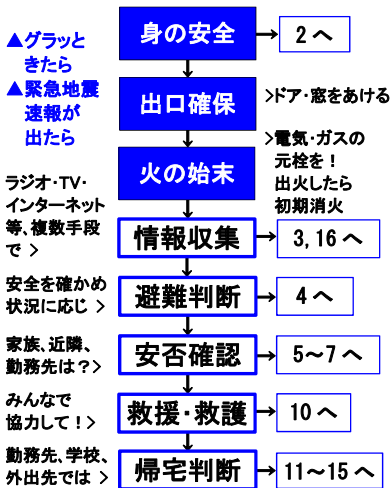 ▲グラッと
きたら
▲緊急地震
速報が
出たら
身の安全
2へ
出口確保
>ドア・窓をあける
火の始末
>電気・ガスの
元栓を！
出火したら
初期消火
ラジオ・TV・
インターネット
等、複数手段
で >
情報収集
3,16へ
安全を確かめ
状況に応じ >
避難判断
4へ
家族、近隣、
勤務先は？>
安否確認
5～7へ
みんなで
協力して！>
救援・救護
10へ
勤務先、学校、
外出先では >
帰宅判断
11～15へ